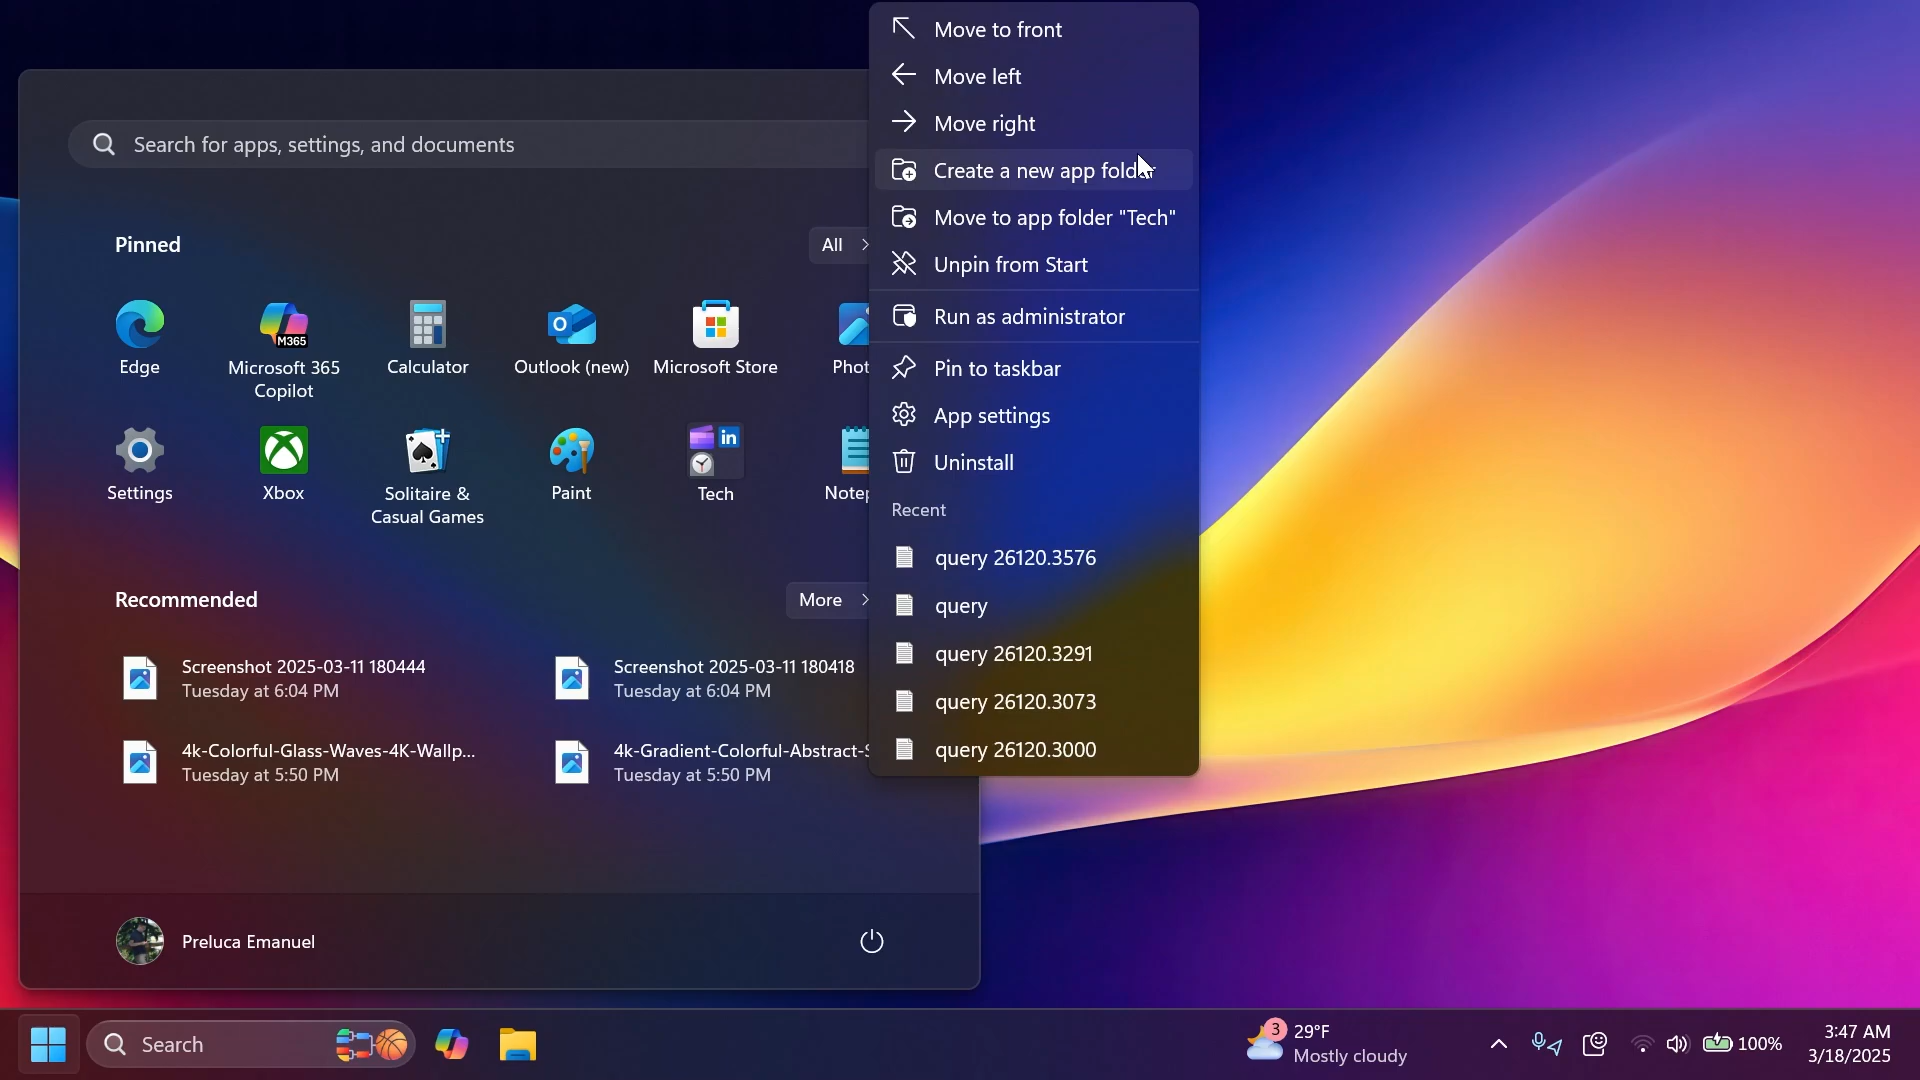 Search for apps, settings, and documents
Pinned
All
Edge
M365
Microsoft 365
Copilot
Calculator
Outlook (new)
Microsoft Store
Phot
Settings
Xbox
Solitaire &
Casual Games
Paint
in
Tech
Notep
Recommended
More
Screenshot 2025-03-11 180444
Tuesday at 6:04 PM
Screenshot 2025-03-11 180418
Tuesday at 6:04 PM
4k-Colorful-Glass-Waves-4K-Wallp...
Tuesday at 5:50 PM
4k-Gradient-Colorful-Abstract-S
Tuesday at 5:50 PM
Preluca Emanuel
Move to front
Move left
Move right
Create a new app folder
Move to app folder "Tech"
Unpin from Start
Run as administrator
Pin to taskbar
App settings
Uninstall
Recent
query 26120.3576
query
query 26120.3291
query 26120.3073
query 26120.3000
Search
3
29°F
Mostly cloudy
100%
3:47 AM
3/18/2025